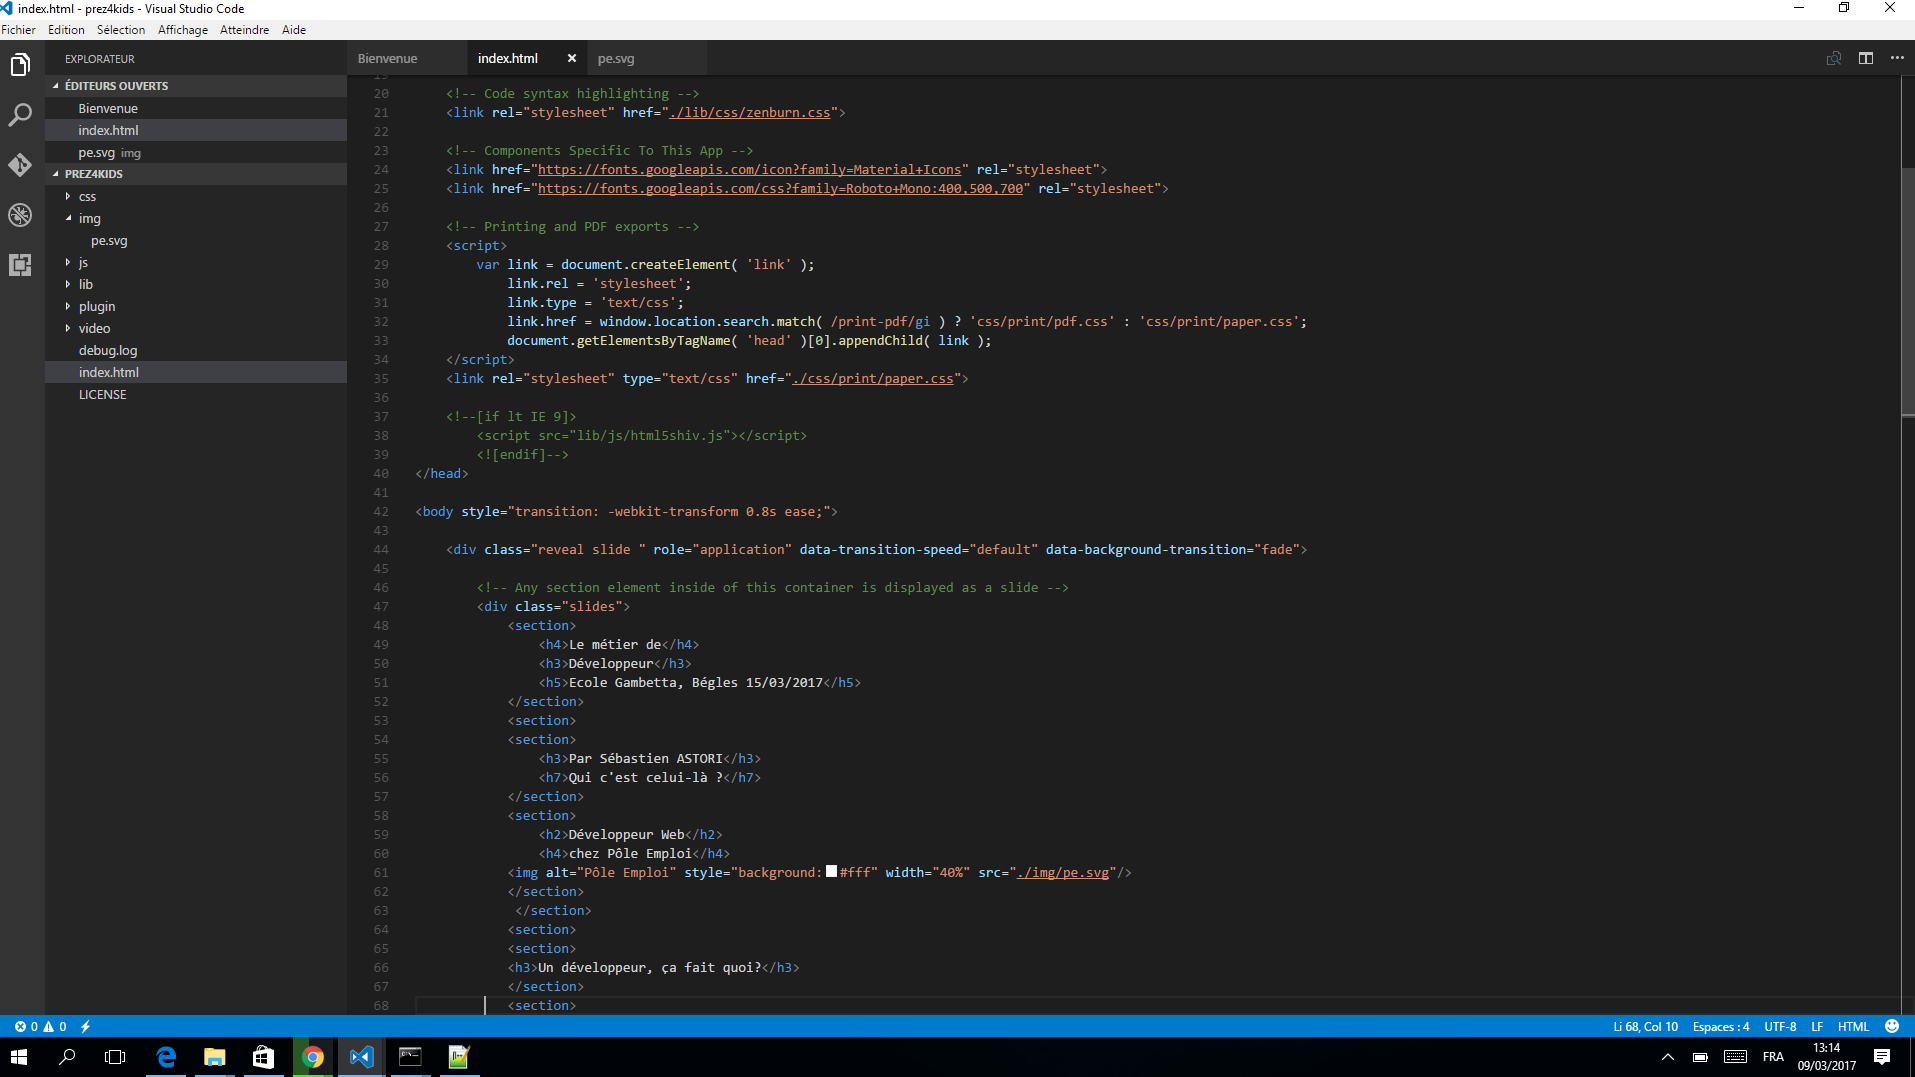 index.html - prez4kids - Visual Studio Code
Fichier Edition Sélection Affichage Atteindre Aide
EXPLORATEUR
ÉDITEURS OUVERTS
Bienvenue
index.html
pe.svg img
PREZ4KIDS
css
img
pe.svg
js
lib
plugin
video
debug.log
index.html
LICENSE
Bienvenue index.html pe.svg
19
20 <!-- Code syntax highlighting -->
21 <link rel="stylesheet" href="./lib/css/zenburn.css">
22
23 <!-- Components Specific To This App -->
24 <link href="https://fonts.googleapis.com/icon?family=Material+Icons" rel="stylesheet">
25 <link href="https://fonts.googleapis.com/css?family=Roboto+Mono:400,500,700" rel="stylesheet">
26
27 <!-- Printing and PDF exports -->
28 <script>
29 var link = document.createElement( 'link' );
30 link.rel = 'stylesheet';
31 link.type = 'text/css';
32 link.href = window.location.search.match( /print-pdf/gi ) ? 'css/print/pdf.css' : 'css/print/paper.css';
33 document.getElementsByTagName( 'head' )[0].appendChild( link );
34 </script>
35 <link rel="stylesheet" type="text/css" href="./css/print/paper.css">
36
37 <!--[if lt IE 9]>
38 <script src="lib/js/html5shiv.js"></script>
39 <![endif]-->
40 </head>
41
42 <body style="transition: -webkit-transform 0.8s ease;">
43
44 <div class="reveal slide " role="application" data-transition-speed="default" data-background-transition="fade">
45
46 <!-- Any section element inside of this container is displayed as a slide -->
47 <div class="slides">
48 <section>
49 <h4>Le métier de</h4>
50 <h3>Développeur</h3>
51 <h5>Ecole Gambetta, Bégles 15/03/2017</h5>
52 </section>
53 <section>
54 <section>
55 <h3>Par Sébastien ASTORI</h3>
56 <h7>Qui c'est celui-là ?</h7>
57 </section>
58 <section>
59 <h2>Développeur Web</h2>
60 <h4>chez Pôle Emploi</h4>
61 <img alt="Pôle Emploi" style="background:#fff" width="40%" src="./img/pe.svg"/>
62 </section>
63 </section>
64 <section>
65 <section>
66 <h3>Un développeur, ça fait quoi?</h3>
67 </section>
68 <section>
0 0 Li 68, Col 10 Espaces : 4 UTF-8 LF HTML
FRA
13:14
09/03/2017